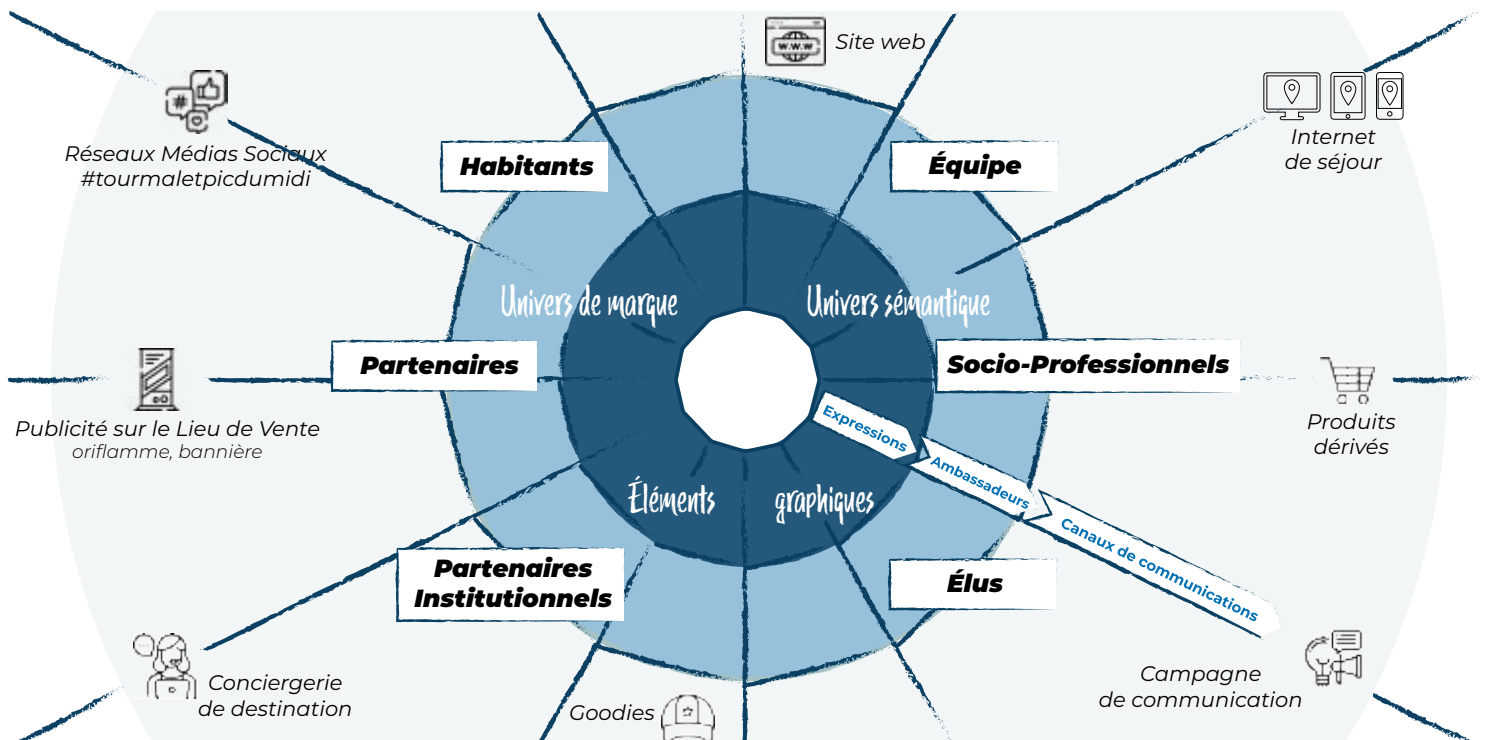 www
Site web
Réseaux Médias Sociaux
#tourmaletpicdumidi
Habitants
Équipe
Internet
de séjour
Univers de marque
Univers sémantique
Partenaires
Socio-Professionnels
Publicité sur le Lieu de Vente
oriflamme, bannière
Produits
dérivés
Expressions
Ambassadeurs
Canaux de communications
Éléments
graphiques
Partenaires
Institutionnels
Élus
Conciergerie
de destination
Goodies
Campagne
de communication